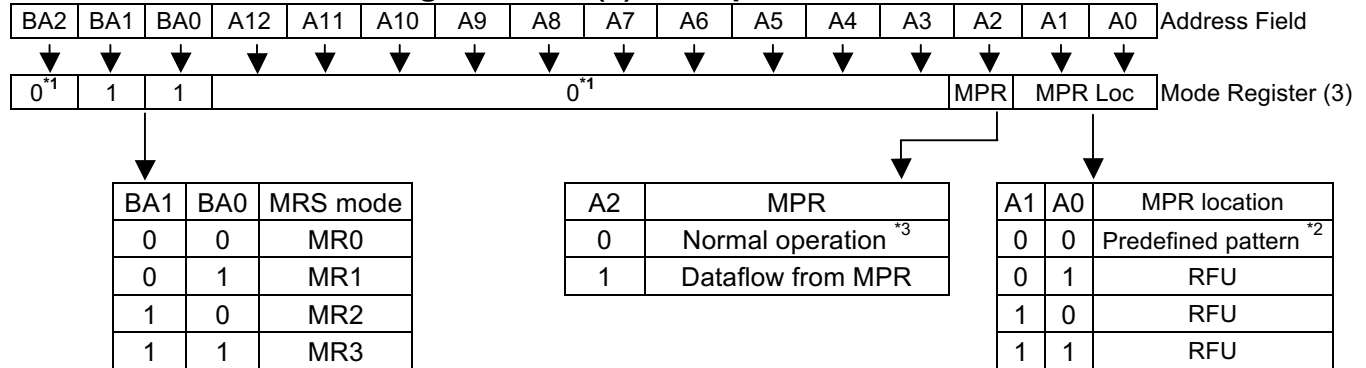 BA2 BA1 BA0 A12 A11 A10 A9 A8 A7 A6 A5 A4 A3 A2 A1 A0 Address Field
0*1 1 1 0*1 MPR MPR Loc Mode Register (3)
BA1 BA0 MRS mode
0 0 MR0
0 1 MR1
1 0 MR2
1 1 MR3
A2 MPR
0 Normal operation *3
1 Dataflow from MPR
A1 A0 MPR location
0 0 Predefined pattern *2
0 1 RFU
1 0 RFU
1 1 RFU